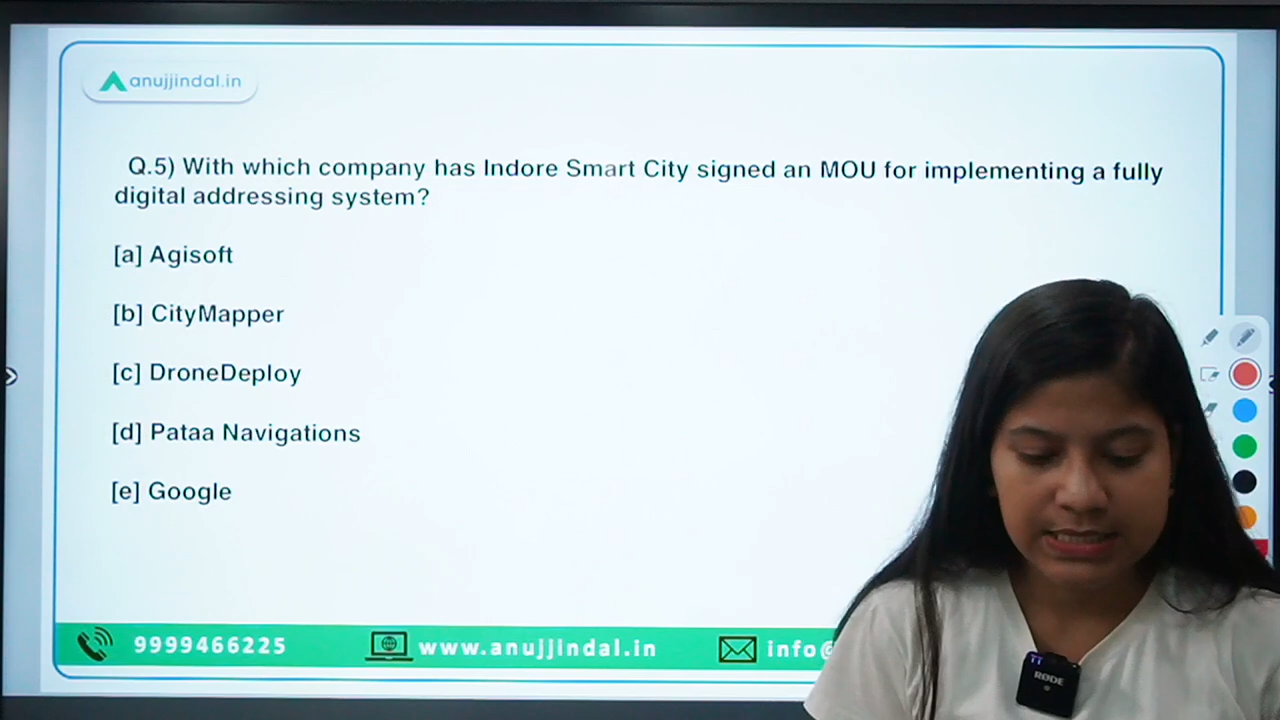 anujjindal.in
Q.5) With which company has Indore Smart City signed an MOU for implementing a fully
digital addressing system?
[a] Agisoft
[b] CityMapper
[c] DroneDeploy
[d] Pataa Navigations
[e] Google
9999466225
www.anujjindal.in
info@
RØDE